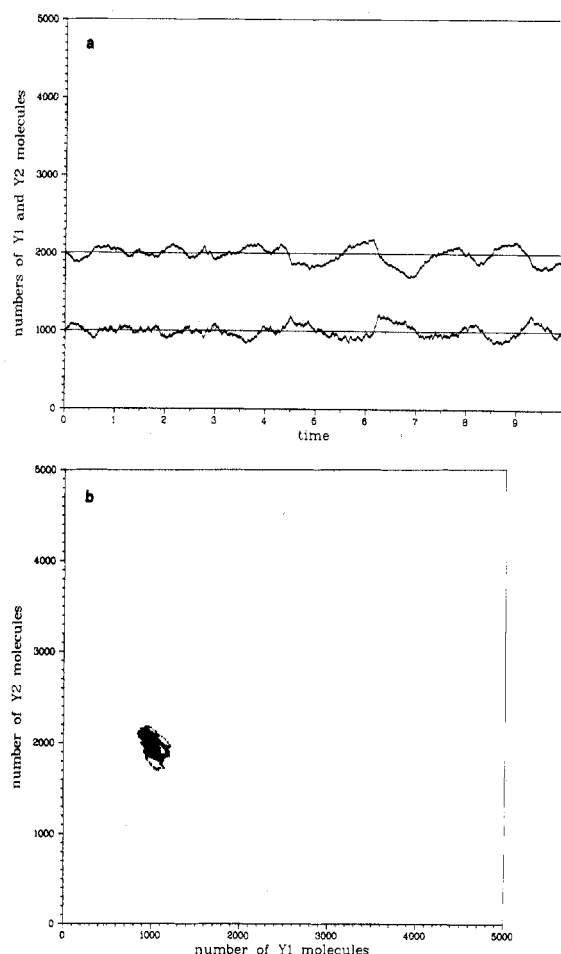 5000
a
4000
3000
2000
1000
0
numbers of Y1 and Y2 molecules
0 1 2 3 4 5 6 7 8 9
time
5000
b
4000
3000
2000
1000
0
number of Y2 molecules
0 1000 2000 3000 4000 5000
number of Y1 molecules